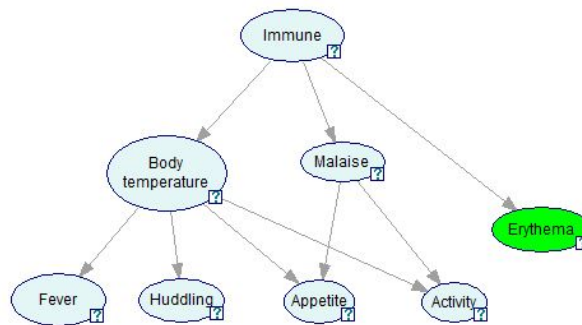 Immune
?
Body
temperature
?
Malaise
?
Erythema
Fever
?
Huddling
?
Appetite
?
Activity
?